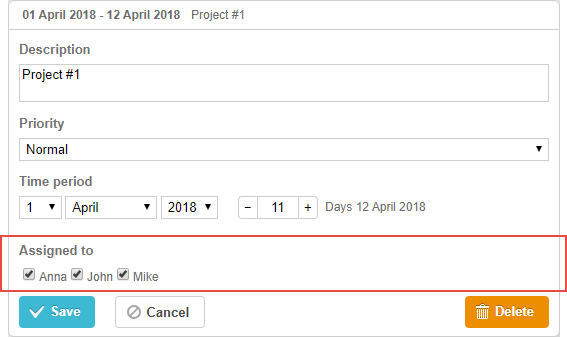 01 April 2018 - 12 April 2018 Project #1
Description
Project #1
Priority
Normal
Time period
1 April 2018 − 11 + Days 12 April 2018
Assigned to
Anna John Mike
Save Cancel Delete